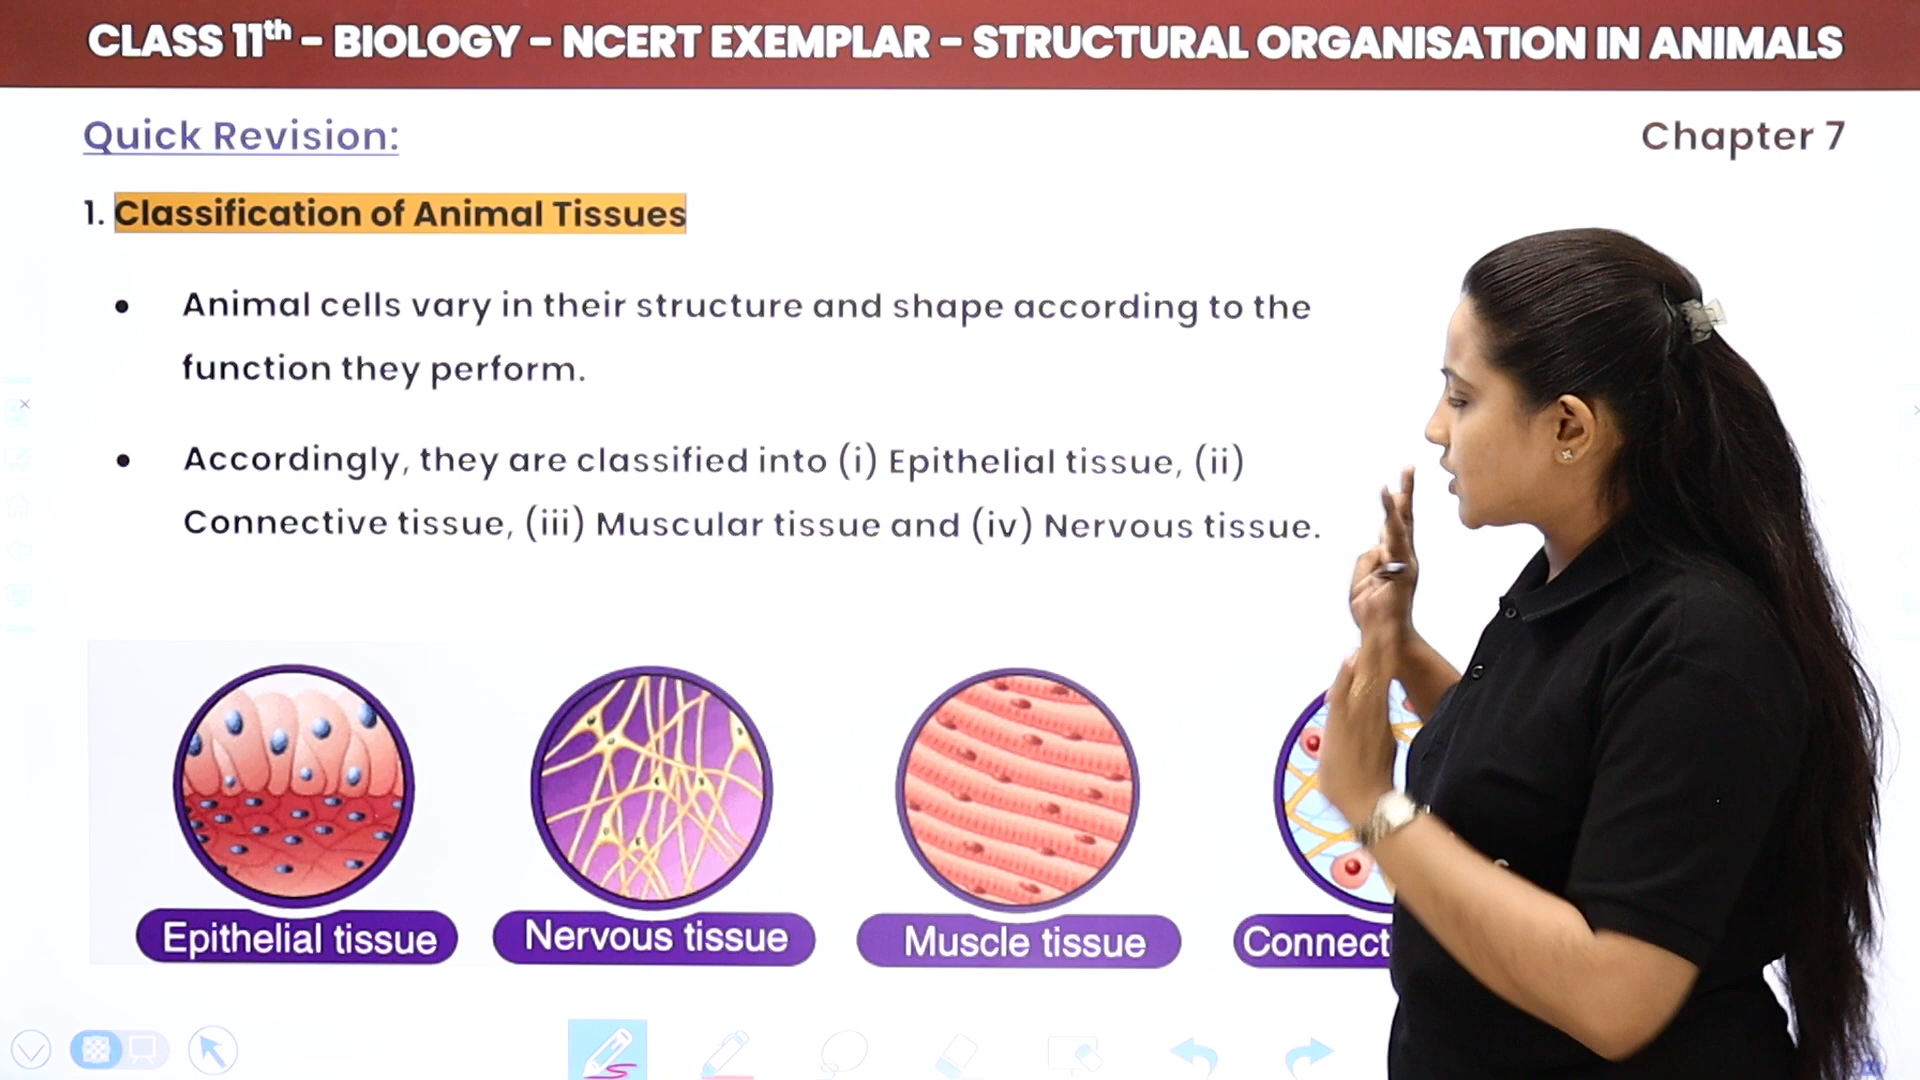 CLASS 11th - BIOLOGY - NCERT EXEMPLAR - STRUCTURAL ORGANISATION IN ANIMALS
Quick Revision:
Chapter 7
1. Classification of Animal Tissues
• Animal cells vary in their structure and shape according to the
function they perform.
• Accordingly, they are classified into (i) Epithelial tissue, (ii)
Connective tissue, (iii) Muscular tissue and (iv) Nervous tissue.
Epithelial tissue
Nervous tissue
Muscle tissue
Connect